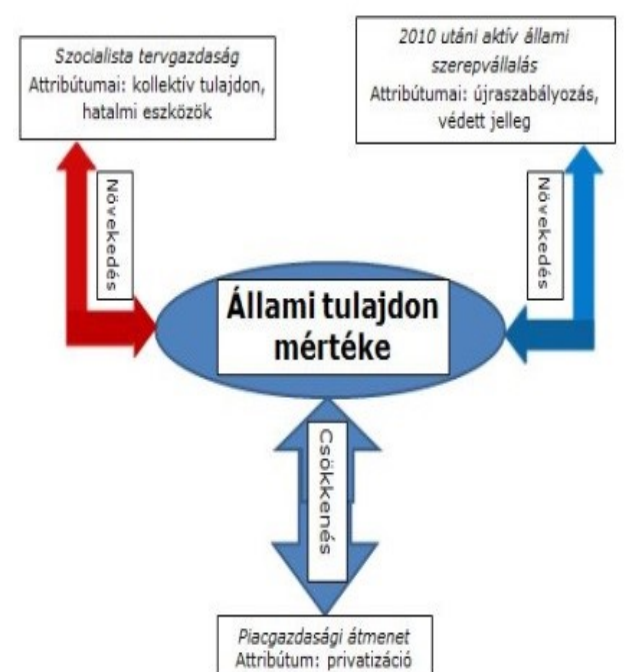 Szocialista tervgazdaság
Attribútumai: kollektív tulajdon,
hatalmi eszközök
2010 utáni aktív állami
szerepvállalás
Attribútumai: újraszabályozás,
védett jelleg
Növekedés
Növekedés
Állami tulajdon
mértéke
Csökkenés
Piacgazdasági átmenet
Attribútum: privatizáció